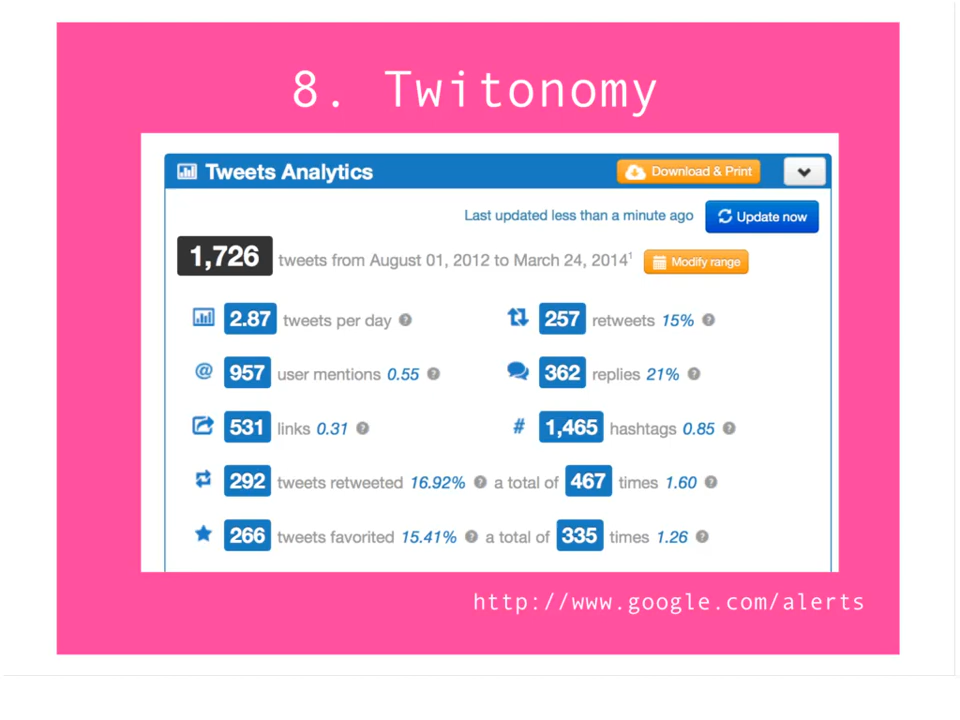 8. Twitonomy
Tweets Analytics Download & Print
Last updated less than a minute ago Update now
1,726 tweets from August 01, 2012 to March 24, 2014¹ Modify range
2.87 tweets per day ? 257 retweets 15% ?
@ 957 user mentions 0.55 ? 362 replies 21% ?
531 links 0.31 ? # 1,465 hashtags 0.85 ?
292 tweets retweeted 16.92% ? a total of 467 times 1.60 ?
266 tweets favorited 15.41% ? a total of 335 times 1.26 ?
http://www.google.com/alerts